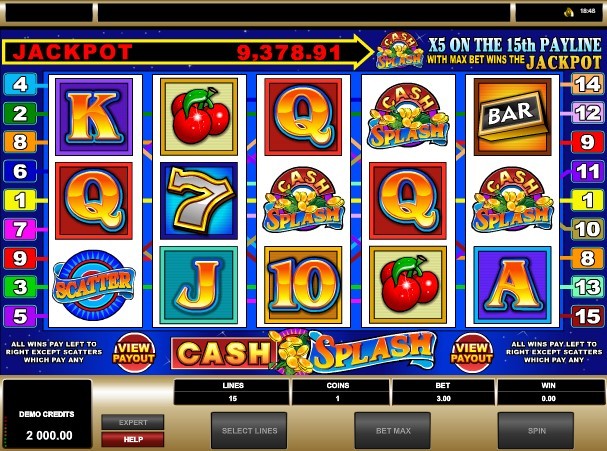 18:48
JACKPOT 9,378.91
CASH SPLASH
X5 ON THE 15th PAYLINE
WITH MAX BET WINS THE JACKPOT
4 K Q CASH SPLASH BAR 14
2 12
8 9
6 11
1 Q 7 CASH SPLASH Q CASH SPLASH 1
7 10
9 8
3 SCATTER J 10 A 13
5 15
ALL WINS PAY LEFT TO
RIGHT EXCEPT SCATTERS
WHICH PAY ANY
VIEW
PAYOUT
CASH SPLASH
VIEW
PAYOUT
ALL WINS PAY LEFT TO
RIGHT EXCEPT SCATTERS
WHICH PAY ANY
LINES COINS BET WIN
15 1 3.00 0.00
DEMO CREDITS
2 000.00
EXPERT
HELP
SELECT LINES
BET MAX
SPIN